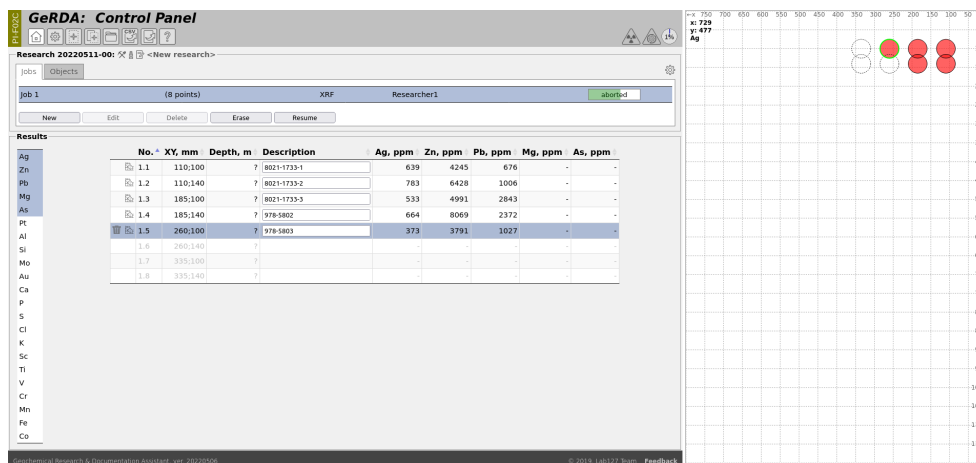 PI-F02C
GeRDA: Control Panel
CSV
?
1%
Research 20220511-00: <New research>
Jobs Objects
Job 1 (8 points) XRF Researcher1 aborted
New Edit Delete Erase Resume
Results
No. XY, mm Depth, m Description Ag, ppm Zn, ppm Pb, ppm Mg, ppm As, ppm
1.1 110;100 ? 8021-1733-1 639 4245 676 - -
1.2 110;140 ? 8021-1733-2 783 6428 1006 - -
1.3 185;140 ? 8021-1733-3 533 4991 2843 - -
1.4 185;140 ? 978-5802 664 8069 2372 - -
1.5 260;100 ? 978-5803 373 3791 1027 - -
1.6 260;140 ? - - - - -
1.7 335;100 ? - - - - -
1.8 335;140 ? - - - - -
Ag
Zn
Pb
Mg
As
Pt
Al
Si
Mo
Au
Ca
P
S
Cl
K
Sc
Ti
V
Cr
Mn
Fe
Co
Geochemical Research & Documentation Assistant ver. 20220506
© 2019, Lab127 Team Feedback
←x 750 700 650 600 550 500 450 400 350 300 250 200 150 100 50
x: 729
y: 477
Ag